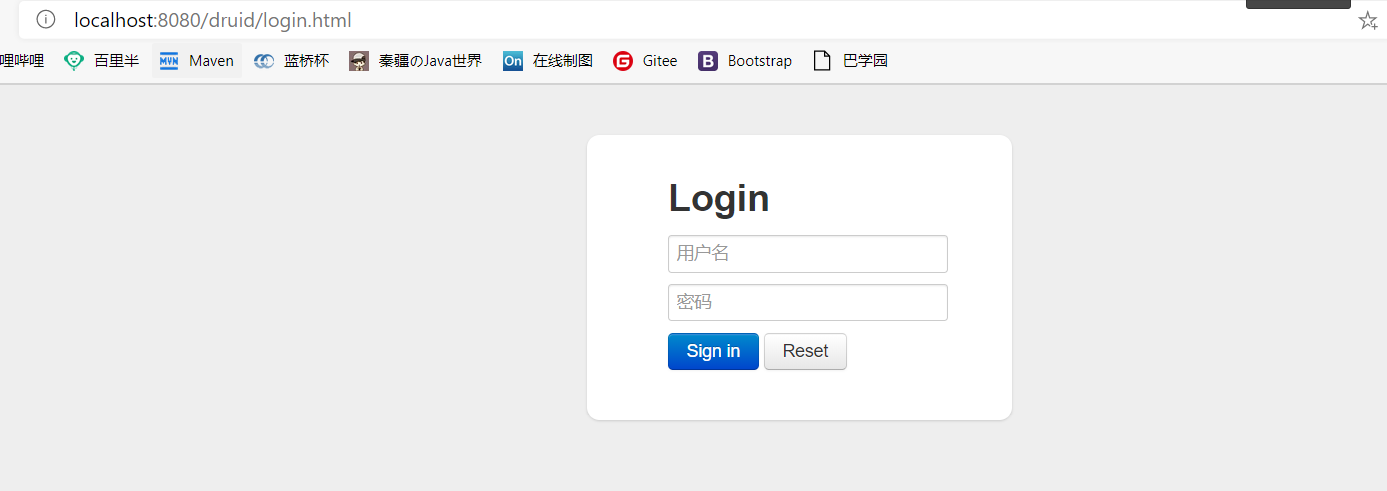 localhost:8080/druid/login.html
哩哔哩 百里半 MVN Maven 蓝桥杯 秦疆のJava世界 On 在线制图 G Gitee B Bootstrap 巴学园
Login
用户名
密码
Sign in Reset